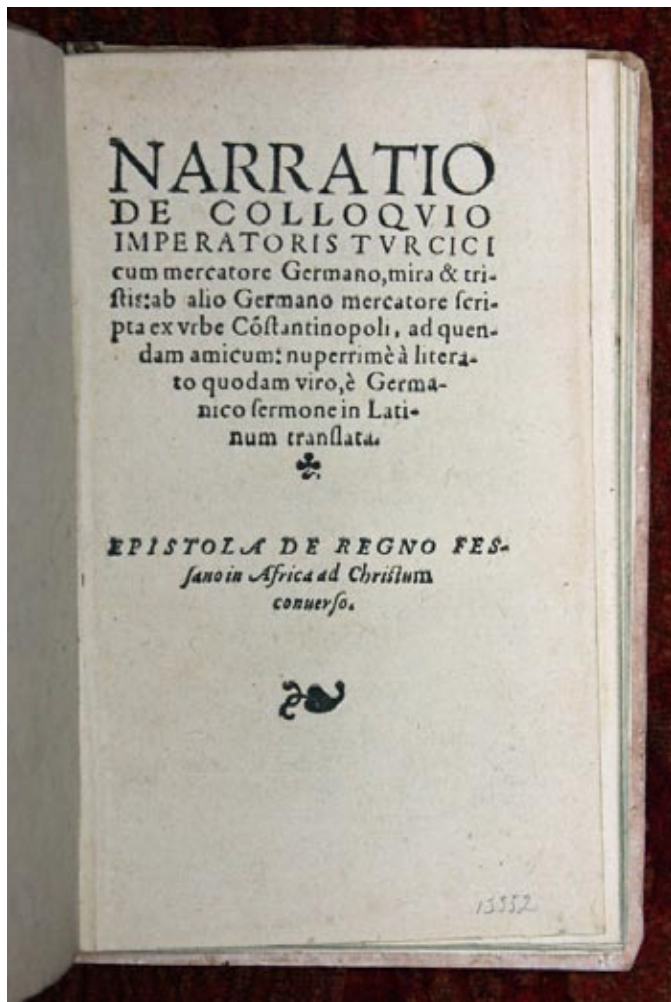 NARRATIO
DE COLLOQVIO
IMPERATORIS TVRCICI
cum mercatore Germano, mira & tri-
ſtis: ab alio Germano mercatore ſcri-
pta ex vrbe Cóſtantinopoli, ad quen-
dam amicum: nuperrimè à litera-
to quodam viro, è Germa-
nico ſermone in Lati-
num tranſlata.
EPISTOLA DE REGNO FES-
ſano in Africa ad Chriſtum
conuerſo.
13552